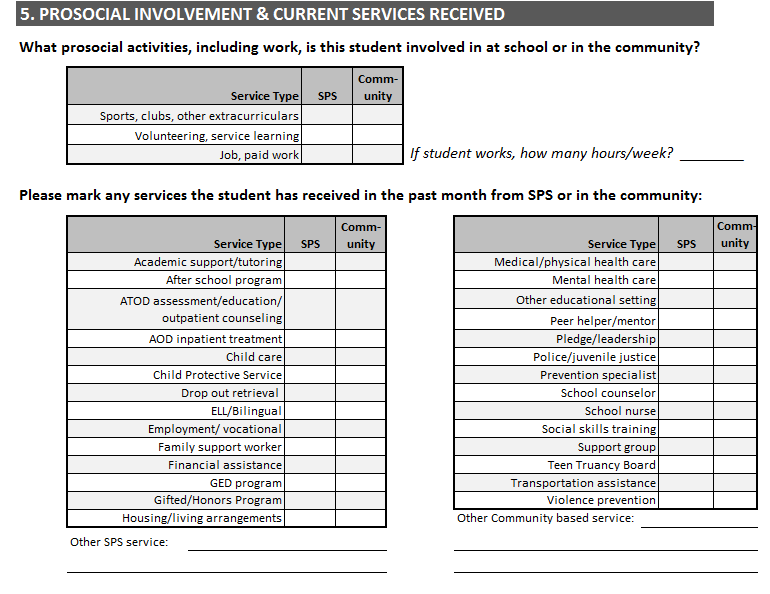 5. PROSOCIAL INVOLVEMENT & CURRENT SERVICES RECEIVED
What prosocial activities, including work, is this student involved in at school or in the community?
Service Type SPS Comm-
unity
Sports, clubs, other extracurriculars
Volunteering, service learning
Job, paid work
If student works, how many hours/week? ________
Please mark any services the student has received in the past month from SPS or in the community:
Service Type SPS Comm-
unity
Academic support/tutoring
After school program
ATOD assessment/education/
outpatient counseling
AOD inpatient treatment
Child care
Child Protective Service
Drop out retrieval
ELL/Bilingual
Employment/ vocational
Family support worker
Financial assistance
GED program
Gifted/Honors Program
Housing/living arrangements
Other SPS service:
Service Type SPS Comm-
unity
Medical/physical health care
Mental health care
Other educational setting
Peer helper/mentor
Pledge/leadership
Police/juvenile justice
Prevention specialist
School counselor
School nurse
Social skills training
Support group
Teen Truancy Board
Transportation assistance
Violence prevention
Other Community based service: